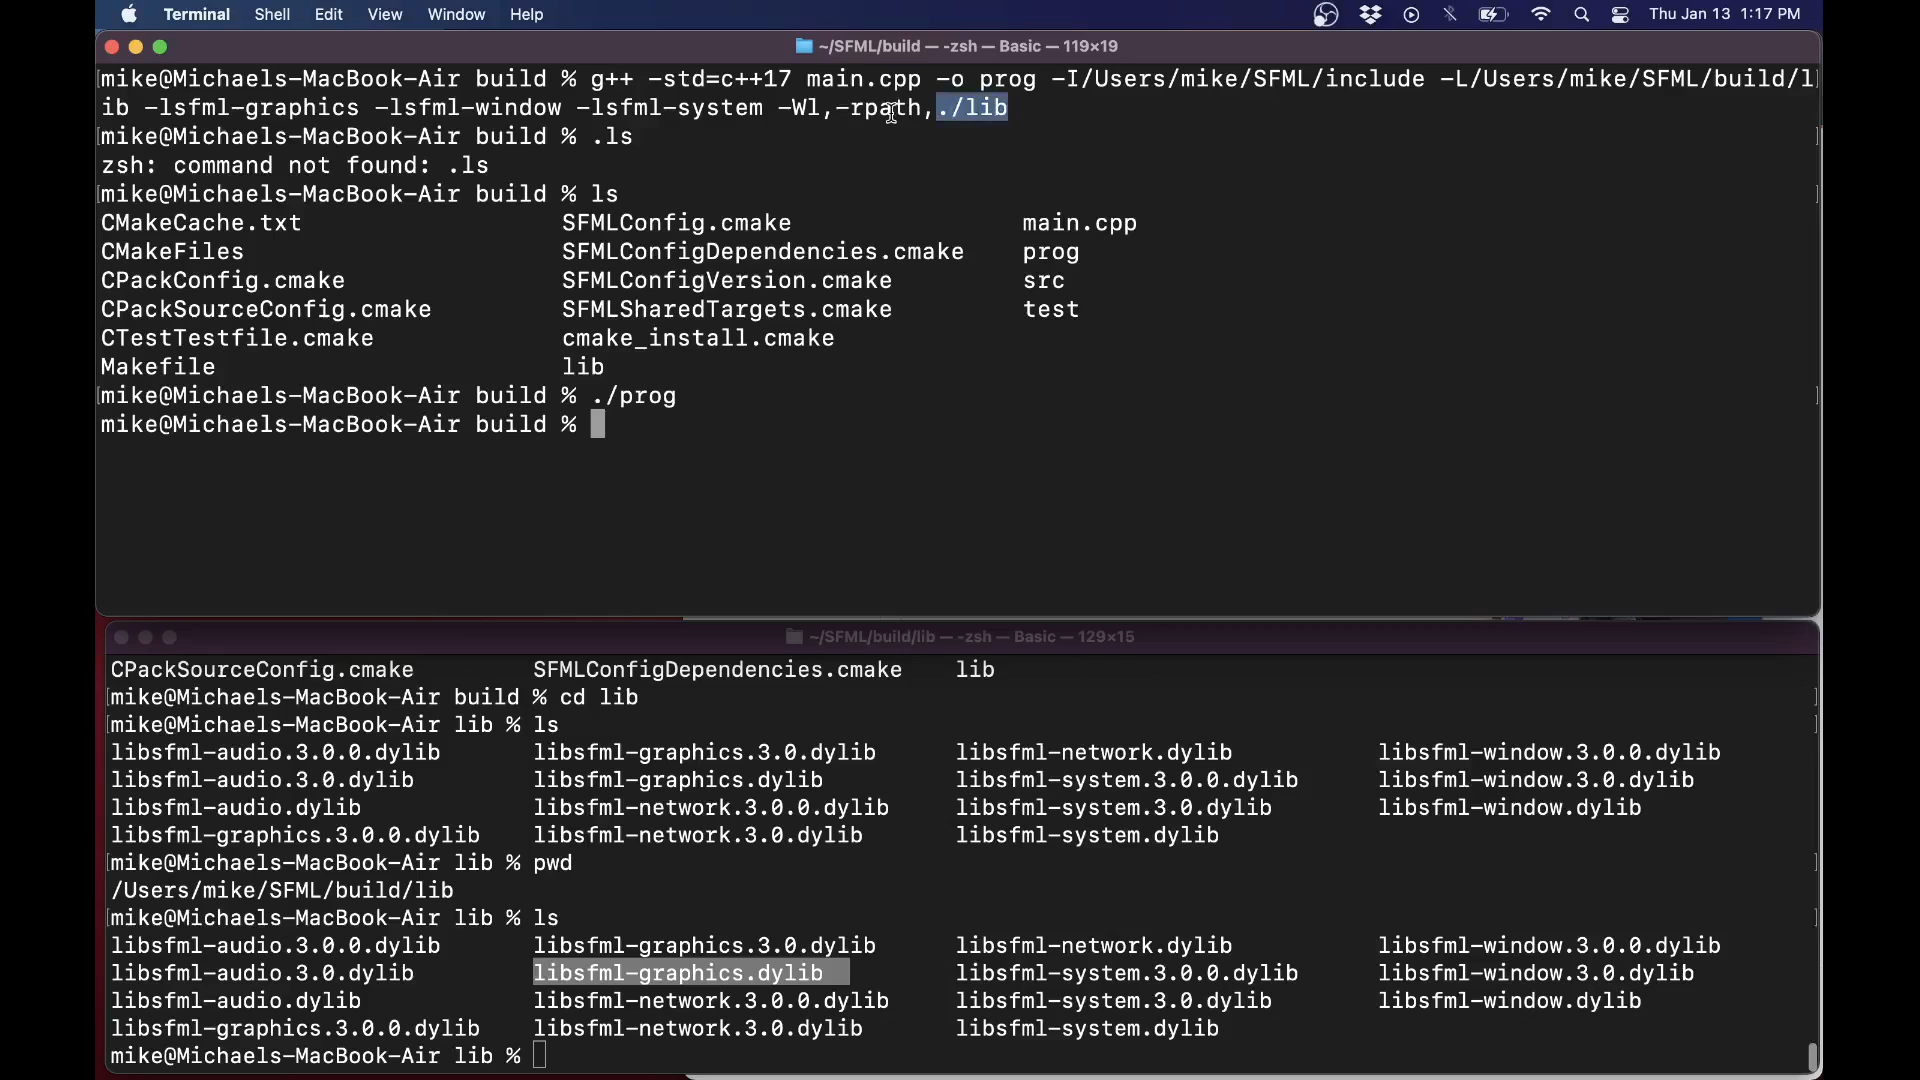 Terminal Shell Edit View Window Help Thu Jan 13 1:17 PM
~/SFML/build — -zsh — Basic — 119×19
mike@Michaels-MacBook-Air build % g++ -std=c++17 main.cpp -o prog -I/Users/mike/SFML/include -L/Users/mike/SFML/build/l
ib -lsfml-graphics -lsfml-window -lsfml-system -Wl,-rpath,./lib
mike@Michaels-MacBook-Air build % .ls
zsh: command not found: .ls
mike@Michaels-MacBook-Air build % ls
CMakeCache.txt SFMLConfig.cmake main.cpp
CMakeFiles SFMLConfigDependencies.cmake prog
CPackConfig.cmake SFMLConfigVersion.cmake src
CPackSourceConfig.cmake SFMLSharedTargets.cmake test
CTestTestfile.cmake cmake_install.cmake
Makefile lib
mike@Michaels-MacBook-Air build % ./prog
mike@Michaels-MacBook-Air build %
~/SFML/build/lib — -zsh — Basic — 129×15
CPackSourceConfig.cmake SFMLConfigDependencies.cmake lib
mike@Michaels-MacBook-Air build % cd lib
mike@Michaels-MacBook-Air lib % ls
libsfml-audio.3.0.0.dylib libsfml-graphics.3.0.dylib libsfml-network.dylib libsfml-window.3.0.0.dylib
libsfml-audio.3.0.dylib libsfml-graphics.dylib libsfml-system.3.0.0.dylib libsfml-window.3.0.dylib
libsfml-audio.dylib libsfml-network.3.0.0.dylib libsfml-system.3.0.dylib libsfml-window.dylib
libsfml-graphics.3.0.0.dylib libsfml-network.3.0.dylib libsfml-system.dylib
mike@Michaels-MacBook-Air lib % pwd
/Users/mike/SFML/build/lib
mike@Michaels-MacBook-Air lib % ls
libsfml-audio.3.0.0.dylib libsfml-graphics.3.0.dylib libsfml-network.dylib libsfml-window.3.0.0.dylib
libsfml-audio.3.0.dylib libsfml-graphics.dylib libsfml-system.3.0.0.dylib libsfml-window.3.0.dylib
libsfml-audio.dylib libsfml-network.3.0.0.dylib libsfml-system.3.0.dylib libsfml-window.dylib
libsfml-graphics.3.0.0.dylib libsfml-network.3.0.dylib libsfml-system.dylib
mike@Michaels-MacBook-Air lib %